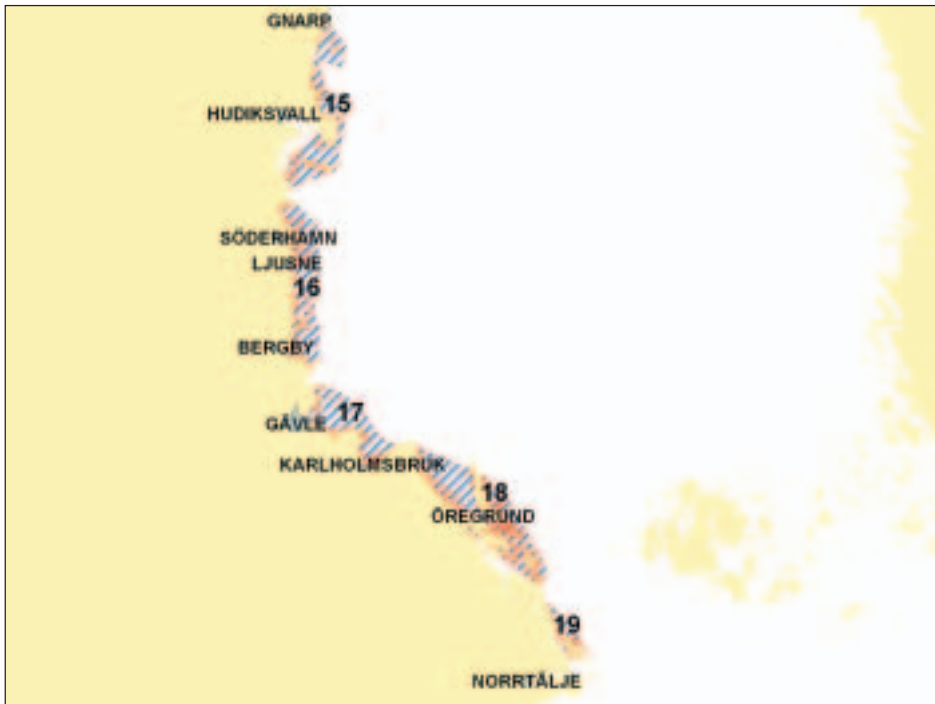 GNARP
15
HUDIKSVALL
SÖDERHAMN
LJUSNE
16
BERGBY
17
GÄVLE
KARLHOLMSBRUK
18
ÖREGRUND
19
NORRTÄLJE